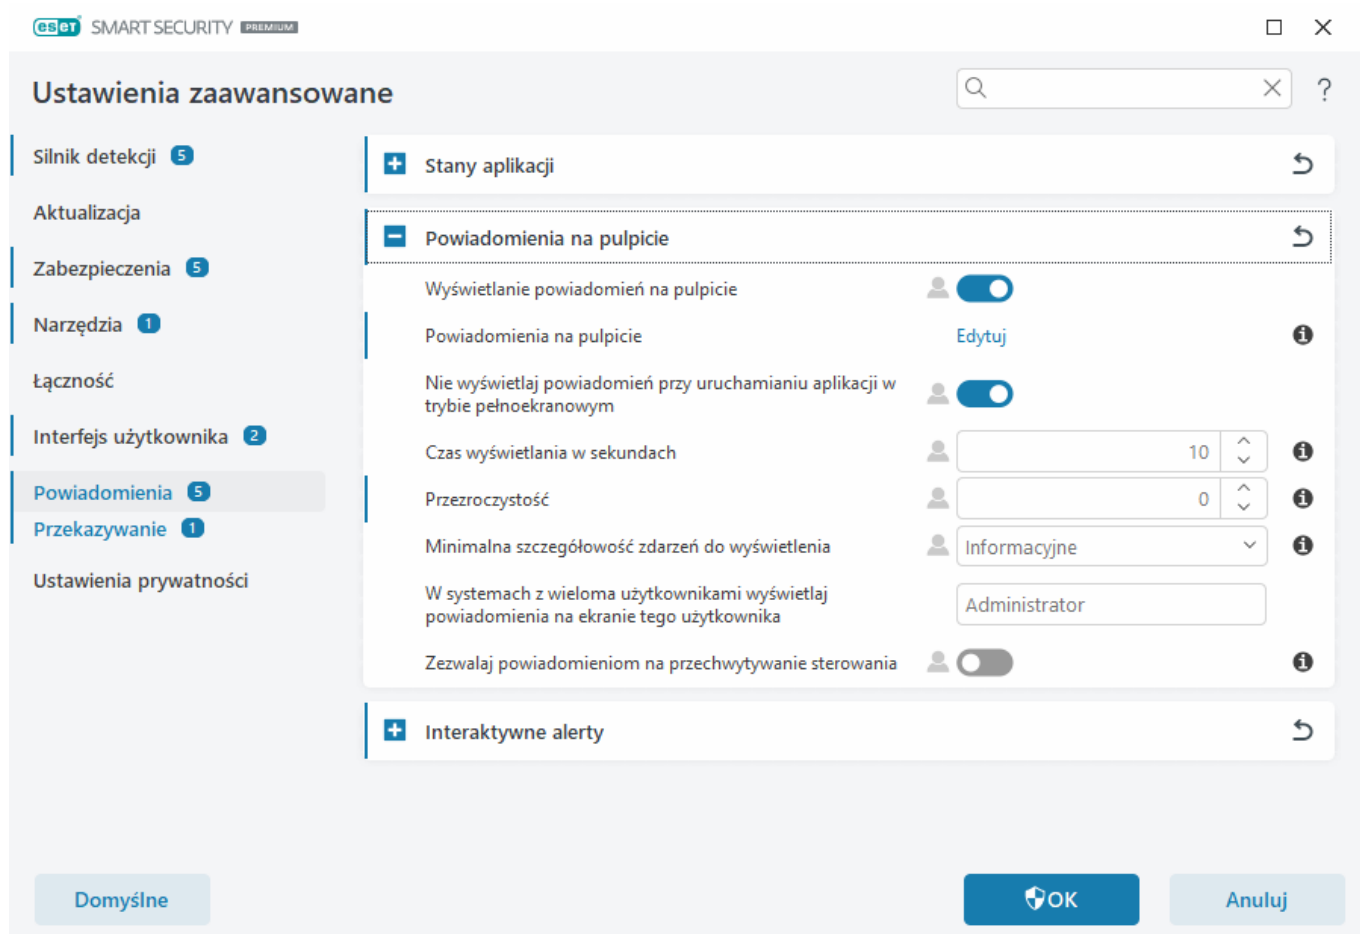 eset SMART SECURITY PREMIUM
Ustawienia zaawansowane
?
Silnik detekcji 5
Aktualizacja
Zabezpieczenia 5
Narzędzia 1
Łączność
Interfejs użytkownika 2
Powiadomienia 5
Przekazywanie 1
Ustawienia prywatności
Stany aplikacji
Powiadomienia na pulpicie
Wyświetlanie powiadomień na pulpicie
Powiadomienia na pulpicie Edytuj
Nie wyświetlaj powiadomień przy uruchamianiu aplikacji w
trybie pełnoekranowym
Czas wyświetlania w sekundach 10
Przezroczystość 0
Minimalna szczegółowość zdarzeń do wyświetlenia Informacyjne
W systemach z wieloma użytkownikami wyświetlaj
powiadomienia na ekranie tego użytkownika
Administrator
Zezwalaj powiadomieniom na przechwytywanie sterowania
Interaktywne alerty
Domyślne
OK
Anuluj